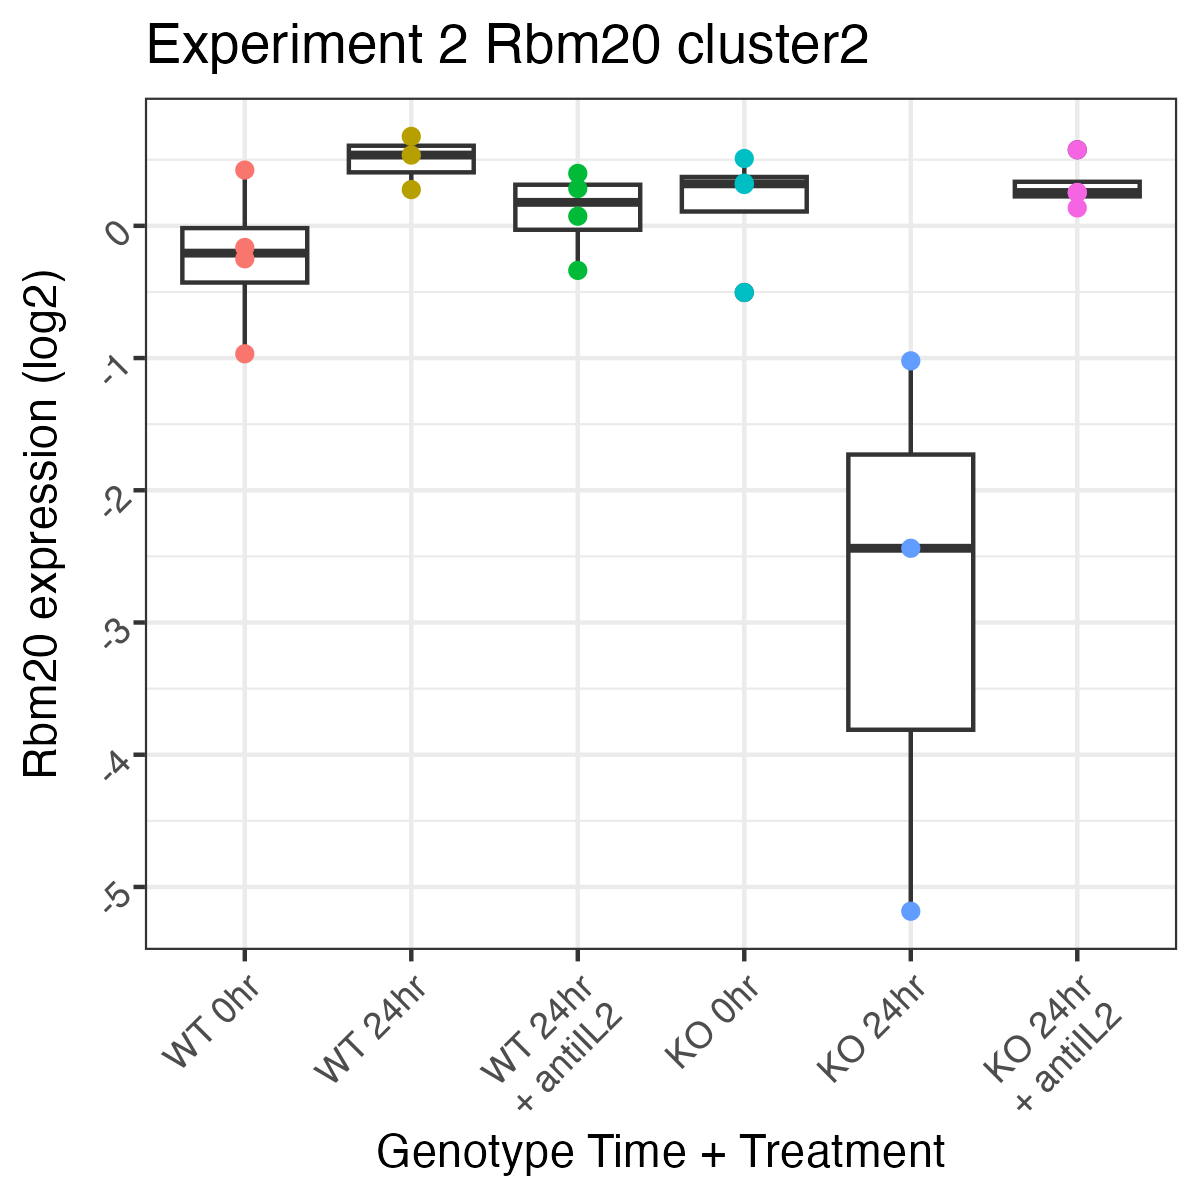 Experiment 2 Rbm20 cluster2
Rbm20 expression (log2)
0
-1
-2
-3
-4
-5
WT 0hr
WT 24hr
WT 24hr
+ antiIL2
KO 0hr
KO 24hr
KO 24hr
+ antiIL2
Genotype Time + Treatment